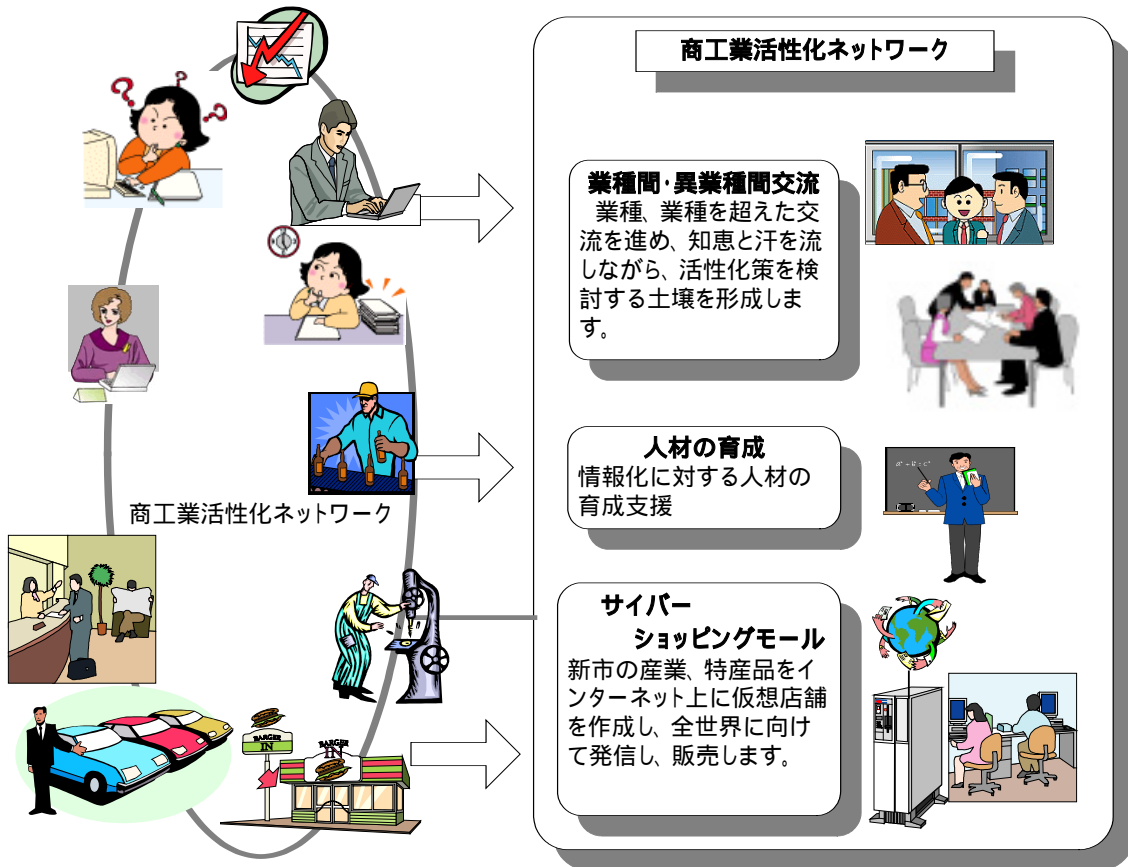 商工業活性化ネットワーク
業種間・異業種間交流
業種、業種を超えた交
流を進め、知恵と汗を流
しながら、活性化策を検
討する土壌を形成しま
す。
人材の育成
情報化に対する人材の
育成支援
商工業活性化ネットワーク
サイバー
ショッピングモール
新市の産業、特産品をイ
ンターネット上に仮想店舗
を作成し、全世界に向け
て発信し、販売します。
BARGER
IN
BARGER
IN